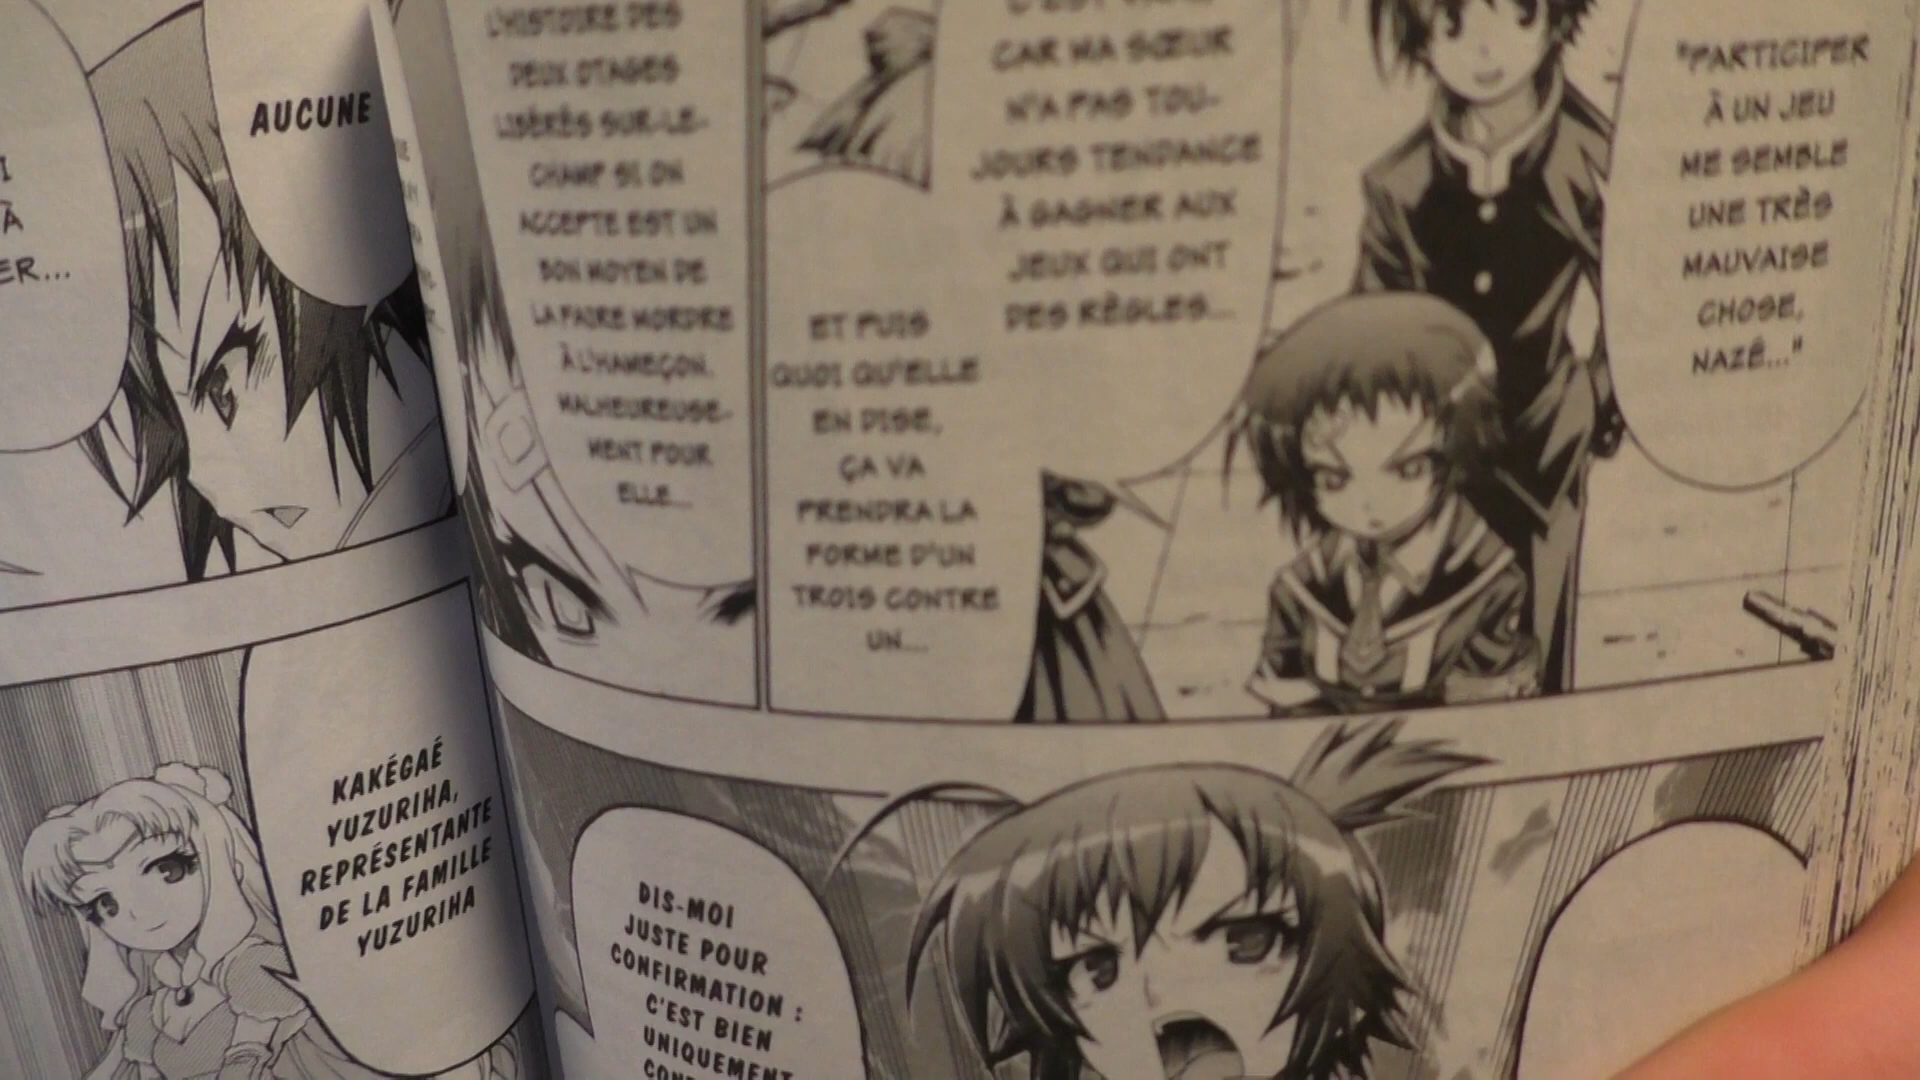 AUCUNE
À
ER...
KAKÉGAÉ
YUZURIHA,
REPRÉSENTANTE
DE LA FAMILLE
YUZURIHA
"PARTICIPER
À UN JEU
ME SEMBLE
UNE TRÈS
MAUVAISE
CHOSE,
NAZÉ..."
CAR MA SŒUR
N'A PAS TOU-
JOURS TENDANCE
À GAGNER AUX
JEUX QUI ONT
DES RÈGLES...
ET PUIS
QUOI QU'ELLE
EN DISE,
ÇA VA
PRENDRA LA
FORME D'UN
TROIS CONTRE
UN...
L'HISTOIRE DES
DEUX OTAGES
LIBÉRÉS SUR-LE-
CHAMP SI ON
ACCEPTE EST UN
BON MOYEN DE
LA FAIRE MORDRE
À L'HAMEÇON.
MALHEUREUSE-
MENT POUR
ELLE...
DIS-MOI
JUSTE POUR
CONFIRMATION :
C'EST BIEN
UNIQUEMENT